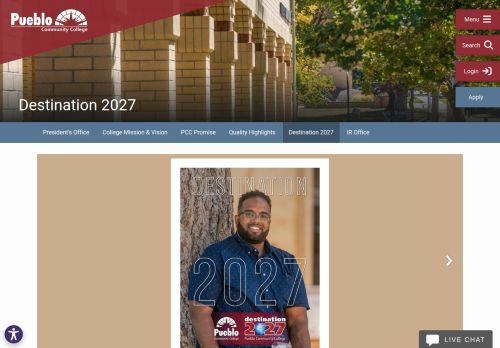 Pueblo
Community College
Menu
Search
Login
Apply
Destination 2027
President's Office
College Mission & Vision
PCC Promise
Quality Highlights
Destination 2027
IR Office
DESTINATION
2027
Pueblo
Community College
destination
2027
Pueblo Community College
LIVE CHAT